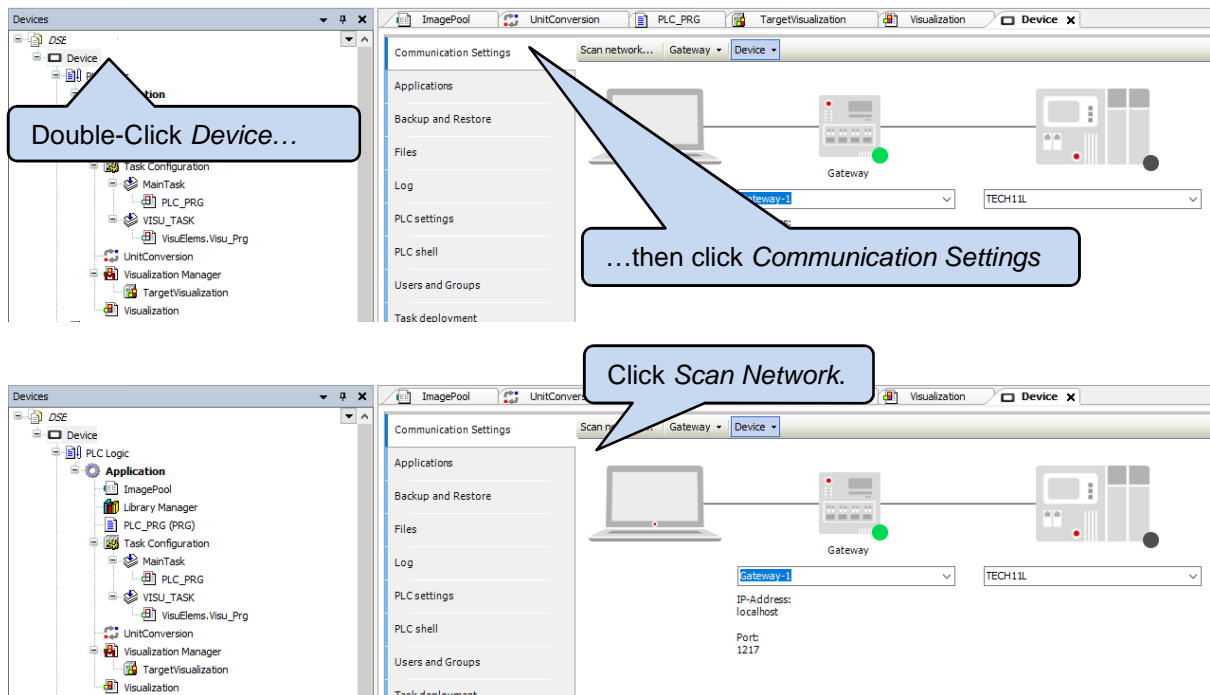 Devices
ImagePool
UnitConversion
PLC_PRG
TargetVisualization
Visualization
Device
DSE
Device
Double-Click Device…
Task Configuration
MainTask
PLC_PRG
VISU_TASK
VisuElems.Visu_Prg
UnitConversion
Visualization Manager
TargetVisualization
Visualization
Communication Settings
Applications
Backup and Restore
Files
Log
PLC settings
PLC shell
Users and Groups
Task deployment
Scan network... Gateway Device
Gateway
TECH11L
…then click Communication Settings
Click Scan Network.
Devices
ImagePool
Visualization
Device
DSE
Device
PLC Logic
Application
ImagePool
Library Manager
PLC_PRG (PRG)
Task Configuration
MainTask
PLC_PRG
VISU_TASK
VisuElems.Visu_Prg
UnitConversion
Visualization Manager
TargetVisualization
Visualization
Communication Settings
Applications
Backup and Restore
Files
Log
PLC settings
PLC shell
Users and Groups
Task deployment
Gateway Device
Gateway
Gateway-1
TECH11L
IP-Address:
localhost
Port:
1217